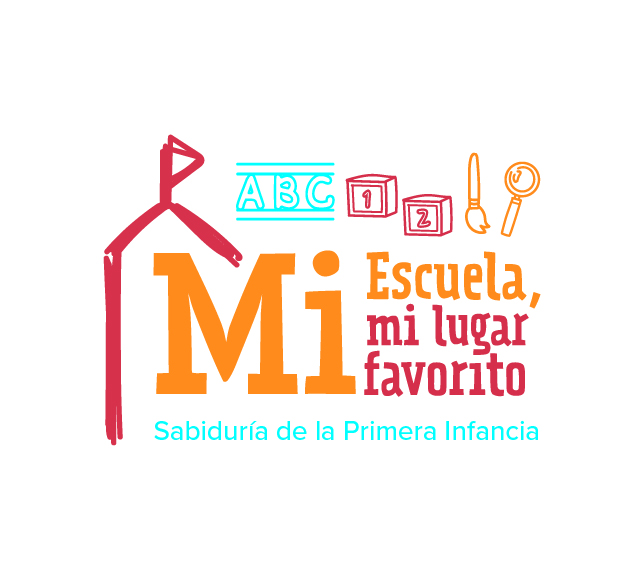 ABC
1
2
Mi
Escuela,
mi lugar
favorito
Sabiduría de la Primera Infancia